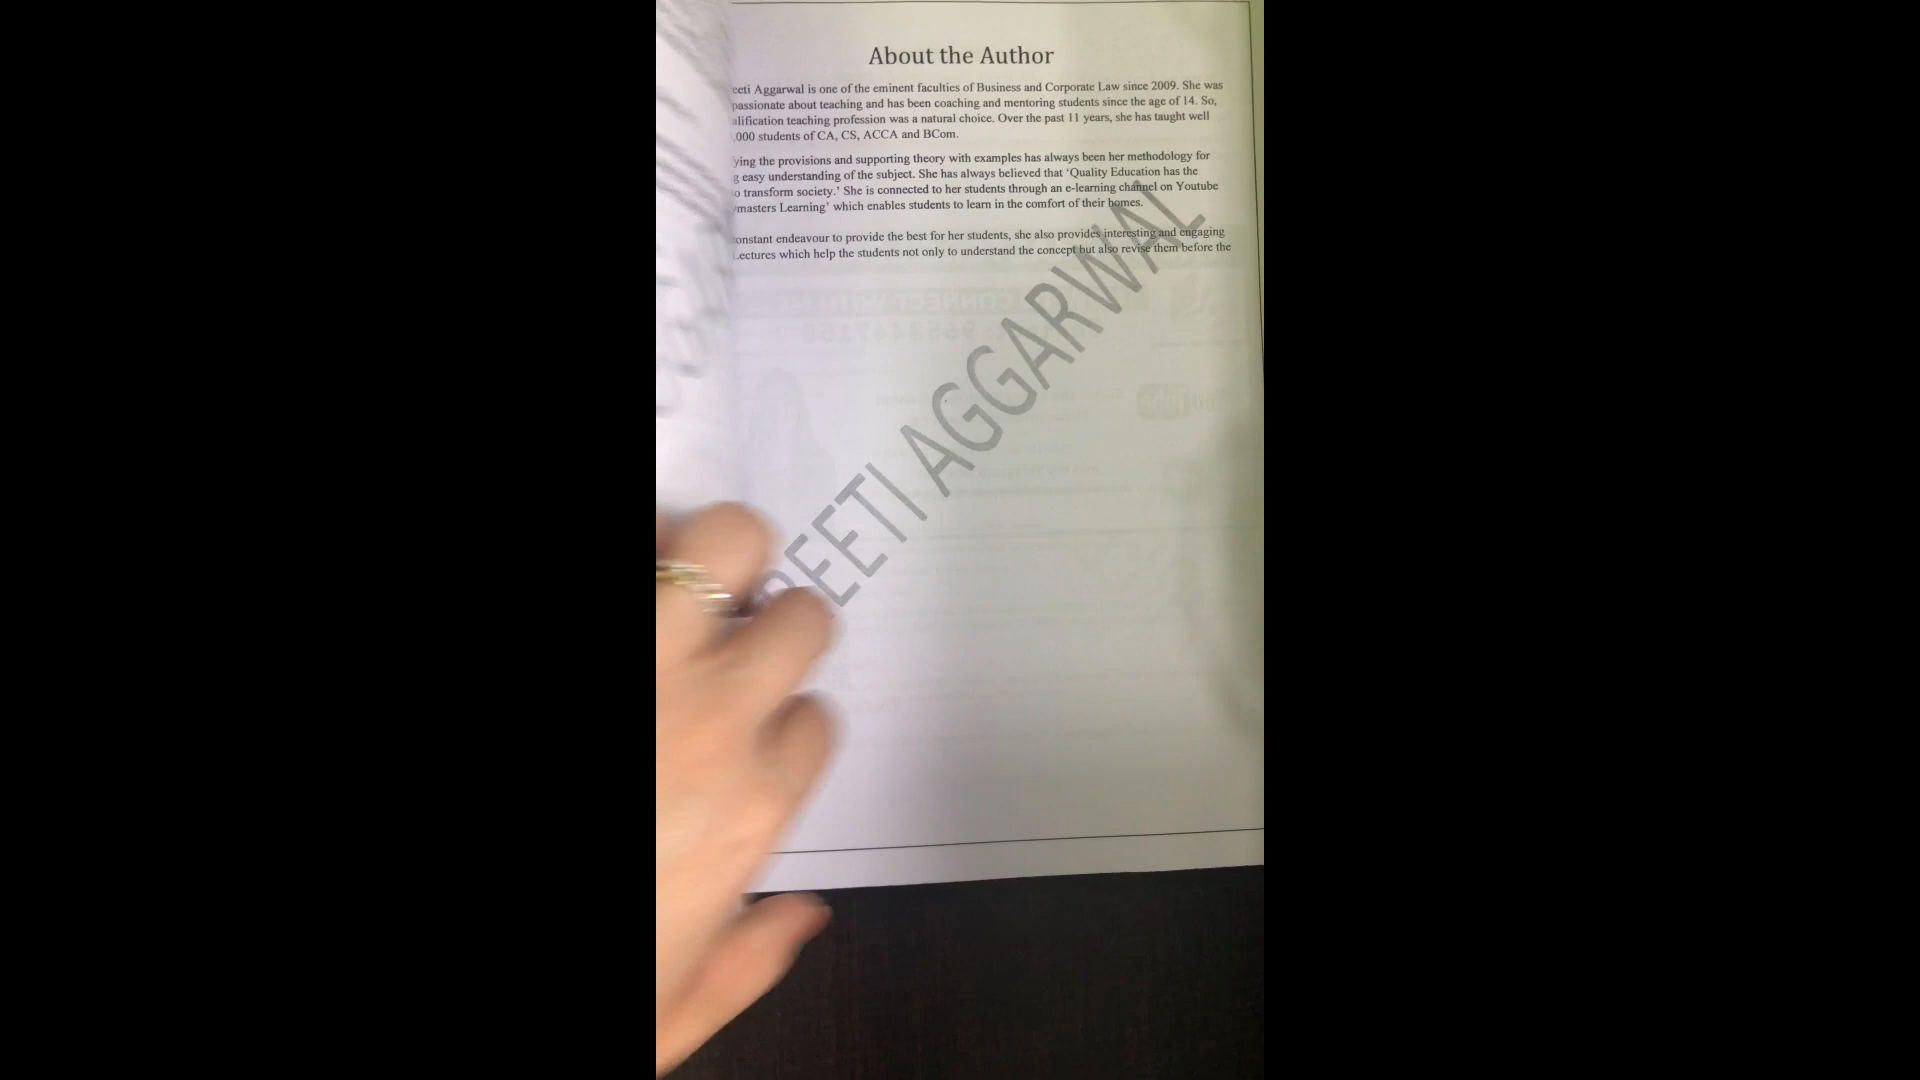 About the Author
Aggarwal is one of the eminent faculties of Business and Corporate Law since 2009. She was
passionate about teaching and has been coaching and mentoring students since the age of 14. So,
teaching profession was a natural choice. Over the past 11 years, she has taught well
,000 students of CA, CS, ACCA and BCom.
the provisions and supporting theory with examples has always been her methodology for
easy understanding of the subject. She has always believed that ‘Quality Education has the
transform society.’ She is connected to her students through an e-learning channel on Youtube
masters Learning’ which enables students to learn in the comfort of their homes.
endeavour to provide the best for her students, she also provides interesting and engaging
Lectures which help the students not only to understand the concept but also revise them before the
REETI AGGARWAL